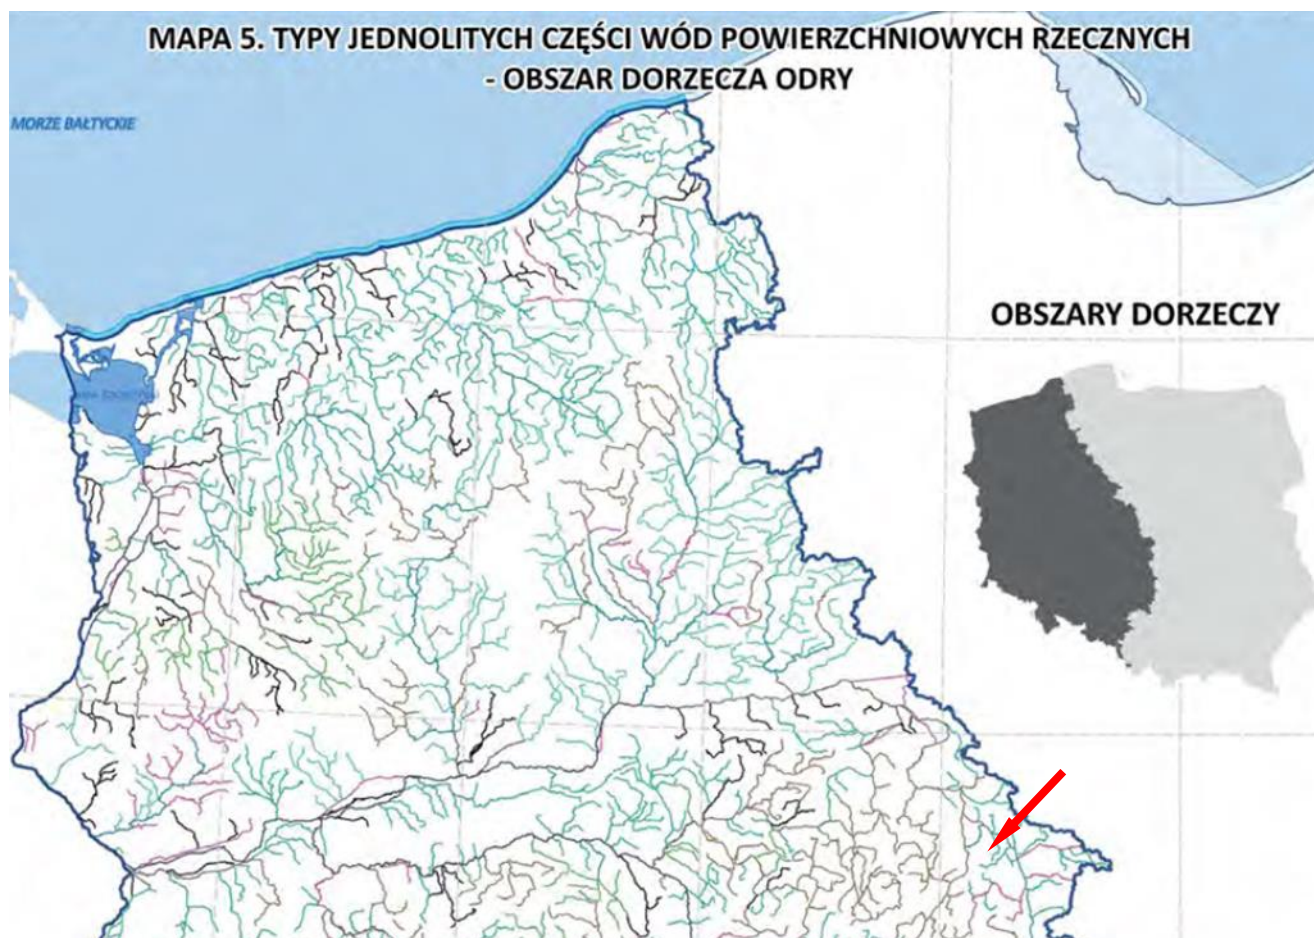 MAPA 5. TYPY JEDNOLITYCH CZĘŚCI WÓD POWIERZCHNIOWYCH RZECZNYCH
- OBSZAR DORZECZA ODRY
MORZE BAŁTYCKIE
OBSZARY DORZECZY